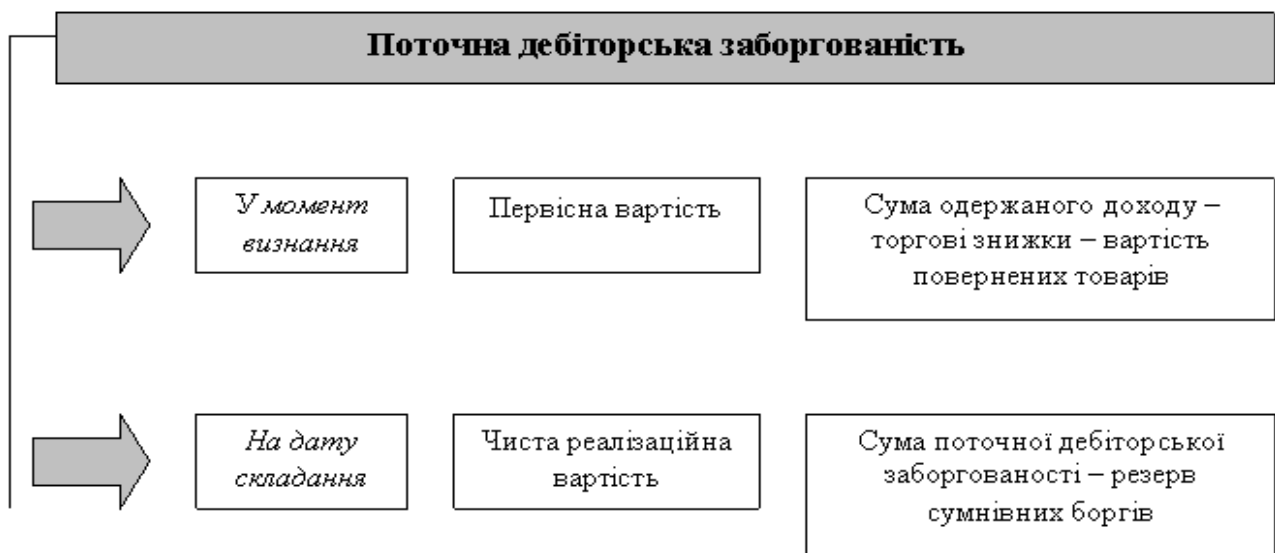 Поточна дебіторська заборгованість
У момент
визнання
Первісна вартість
Сума одержаного доходу –
торгові знижки – вартість
повернених товарів
На дату
складання
Чиста реалізаційна
вартість
Сума поточної дебіторської
заборгованості – резерв
сумнівних боргів